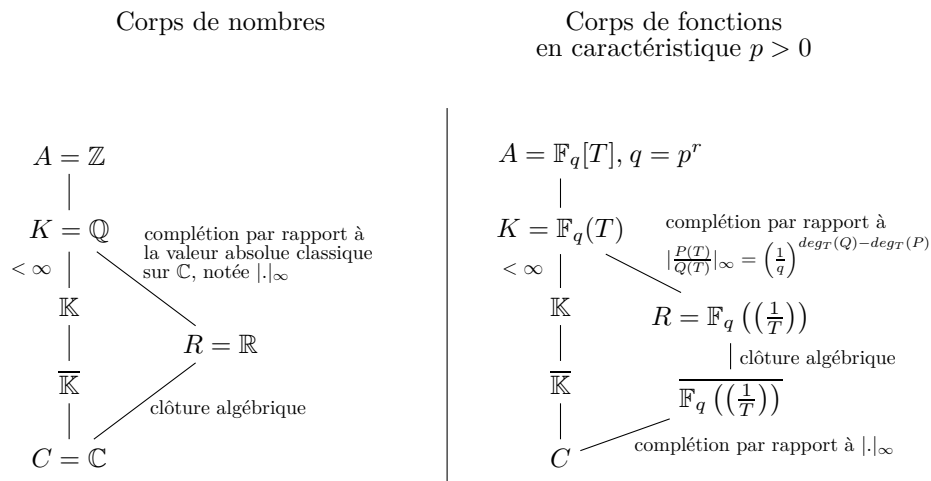 Corps de nombres
A = ℤ
K = ℚ
complétion par rapport à
la valeur absolue classique
sur ℂ, notée |.|∞
< ∞
𝕂
R = ℝ
𝕂̅
clôture algébrique
C = ℂ
Corps de fonctions
en caractéristique p > 0
A = 𝔽_q[T], q = p^r
K = 𝔽_q(T)
complétion par rapport à
|P(T)/Q(T)|∞ = (1/q)^{deg_T(Q)−deg_T(P)}
< ∞
𝕂
R = 𝔽_q((1/T))
clôture algébrique
𝕂̅
\overline{𝔽_q((1/T))}
complétion par rapport à |.|∞
C